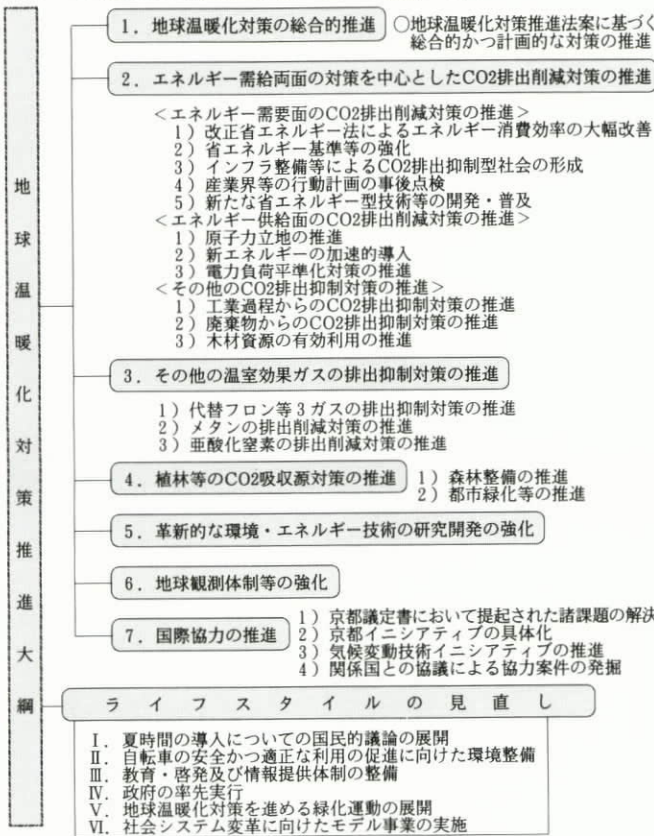 地球温暖化対策推進大綱
1．地球温暖化対策の総合的推進
○地球温暖化対策推進法案に基づく
総合的かつ計画的な対策の推進
2．エネルギー需給両面の対策を中心としたCO2排出削減対策の推進
＜エネルギー需要面のCO2排出削減対策の推進＞
1）改正省エネルギー法によるエネルギー消費効率の大幅改善
2）省エネルギー基準等の強化
3）インフラ整備等によるCO2排出抑制型社会の形成
4）産業界等の行動計画の事後点検
5）新たな省エネルギー型技術等の開発・普及
＜エネルギー供給面のCO2排出削減対策の推進＞
1）原子力立地の推進
2）新エネルギーの加速的導入
3）電力負荷平準化対策の推進
＜その他のCO2排出抑制対策の推進＞
1）工業過程からのCO2排出抑制対策の推進
2）廃棄物からのCO2排出抑制対策の推進
3）木材資源の有効利用の推進
3．その他の温室効果ガスの排出抑制対策の推進
1）代替フロン等3ガスの排出抑制対策の推進
2）メタンの排出削減対策の推進
3）亜酸化窒素の排出削減対策の推進
4．植林等のCO2吸収源対策の推進
1）森林整備の推進
2）都市緑化等の推進
5．革新的な環境・エネルギー技術の研究開発の強化
6．地球観測体制等の強化
7．国際協力の推進
1）京都議定書において提起された諸課題の解決
2）京都イニシアティブの具体化
3）気候変動技術イニシアティブの推進
4）関係国との協議による協力案件の発掘
ライフスタイルの見直し
Ⅰ．夏時間の導入についての国民的議論の展開
Ⅱ．自転車の安全かつ適正な利用の促進に向けた環境整備
Ⅲ．教育・啓発及び情報提供体制の整備
Ⅳ．政府の率先実行
Ⅴ．地球温暖化対策を進める緑化運動の展開
Ⅵ．社会システム変革に向けたモデル事業の実施